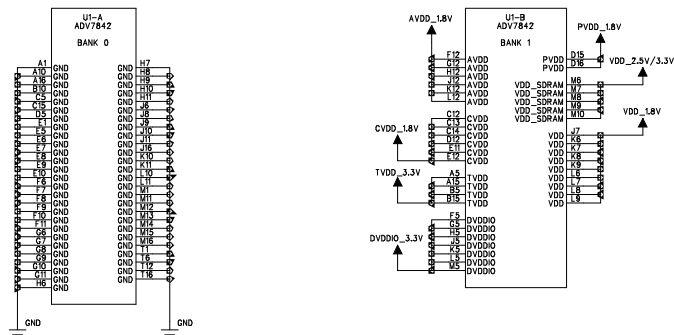 U1-A
ADV7842
BANK 0
A1 GND GND H7
A10 GND GND H8
A16 GND GND H9
B10 GND GND H10
C5 GND GND H11
C15 GND GND J6
D5 GND GND J8
E1 GND GND J9
E5 GND GND J10
E6 GND GND J11
E7 GND GND J16
E8 GND GND K10
E9 GND GND K11
E10 GND GND L10
F6 GND GND L11
F7 GND GND M1
F8 GND GND M11
F9 GND GND M12
F10 GND GND M13
F11 GND GND M14
G6 GND GND M15
G7 GND GND M16
G8 GND GND T1
G9 GND GND T6
G10 GND GND T12
G11 GND GND T16
H6 GND
GND
GND
U1-B
ADV7842
BANK 1
AVDD_1.8V
F12 AVDD
G12 AVDD
H12 AVDD
J12 AVDD
K12 AVDD
L12 AVDD
CVDD_1.8V
C12 CVDD
C13 CVDD
C14 CVDD
D12 CVDD
E11 CVDD
E12 CVDD
TVDD_3.3V
A5 TVDD
A15 TVDD
B5 TVDD
B15 TVDD
DVDDIO_3.3V
F5 DVDDIO
G5 DVDDIO
H5 DVDDIO
J5 DVDDIO
K5 DVDDIO
L5 DVDDIO
M5 DVDDIO
PVDD_1.8V
PVDD D15
PVDD D16
VDD_2.5V/3.3V
VDD_SDRAM M6
VDD_SDRAM M7
VDD_SDRAM M8
VDD_SDRAM M9
VDD_SDRAM M10
VDD_1.8V
VDD J7
VDD K6
VDD K7
VDD K8
VDD K9
VDD L6
VDD L7
VDD L8
VDD L9